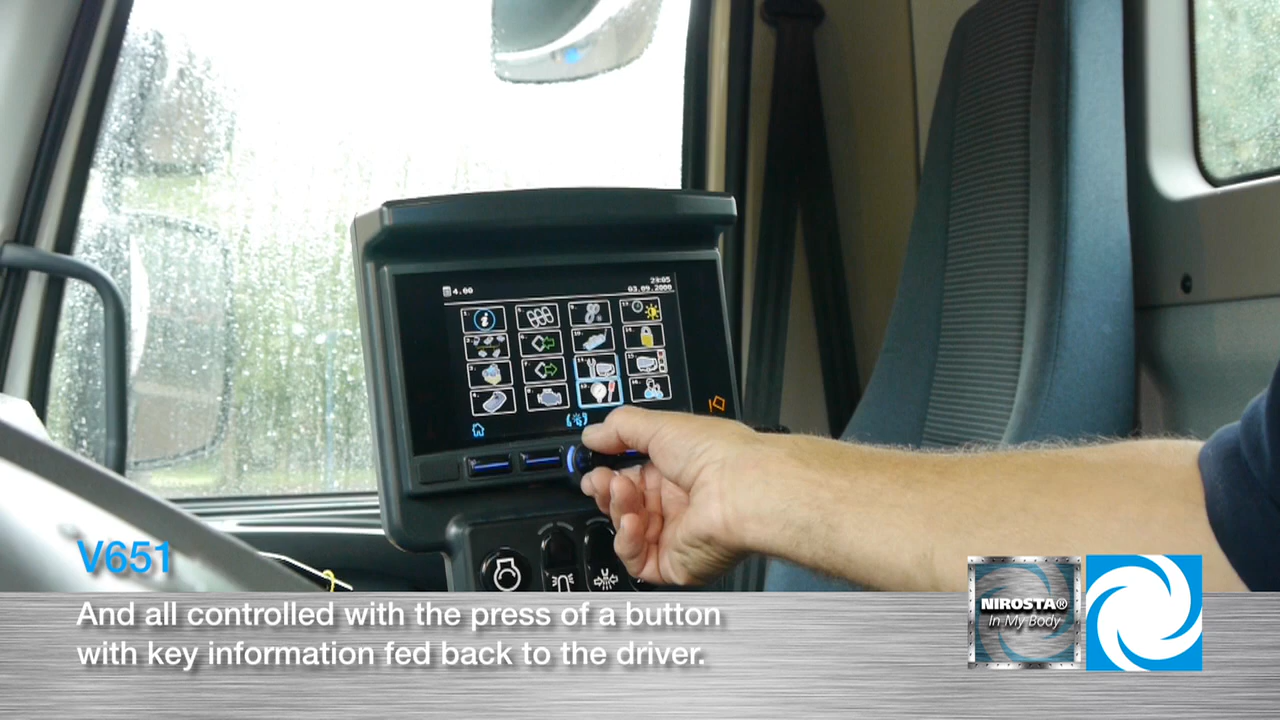 23:05
4.00
03.09.2000
V651
And all controlled with the press of a button
with key information fed back to the driver.
NIROSTA®
In My Body